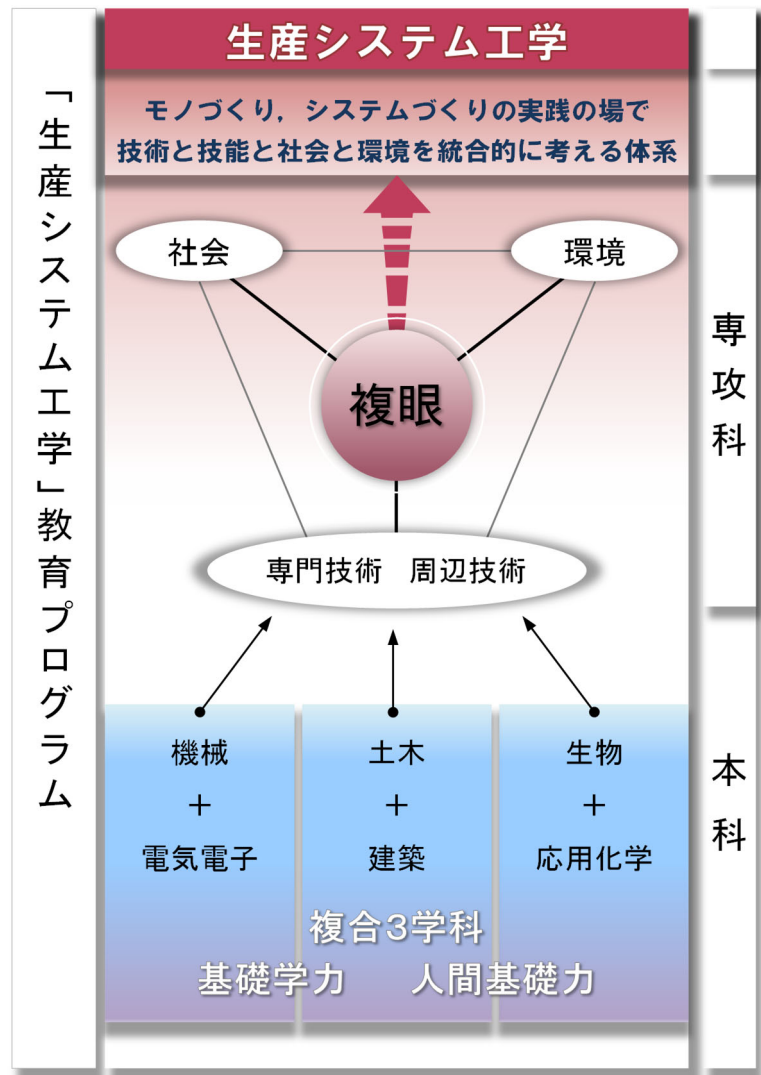 「生産システム工学」教育プログラム
生産システム工学
モノづくり，システムづくりの実践の場で
技術と技能と社会と環境を統合的に考える体系
社会
環境
複眼
専門技術　周辺技術
機械
＋
電気電子
土木
＋
建築
生物
＋
応用化学
複合3学科
基礎学力　人間基礎力
専攻科
本科